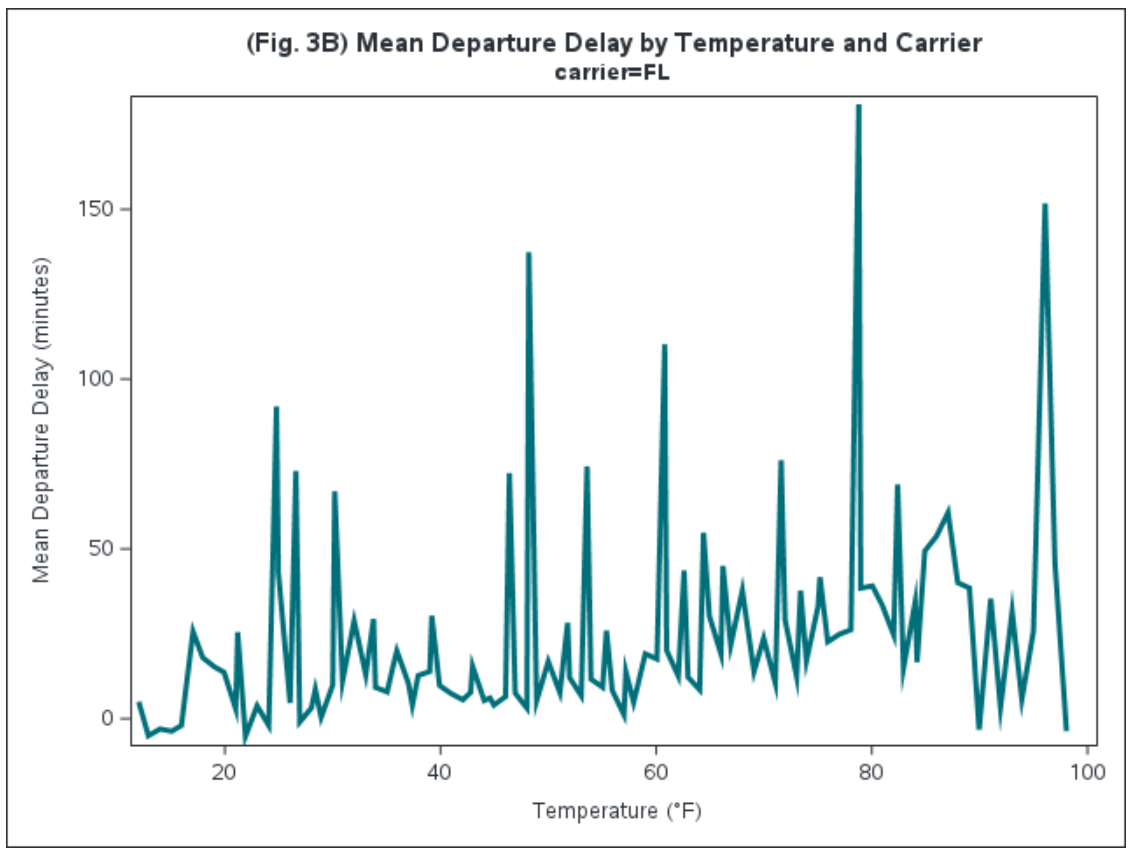 (Fig. 3B) Mean Departure Delay by Temperature and Carrier
carrier=FL
Mean Departure Delay (minutes)
150
100
50
0
20 40 60 80 100
Temperature (°F)